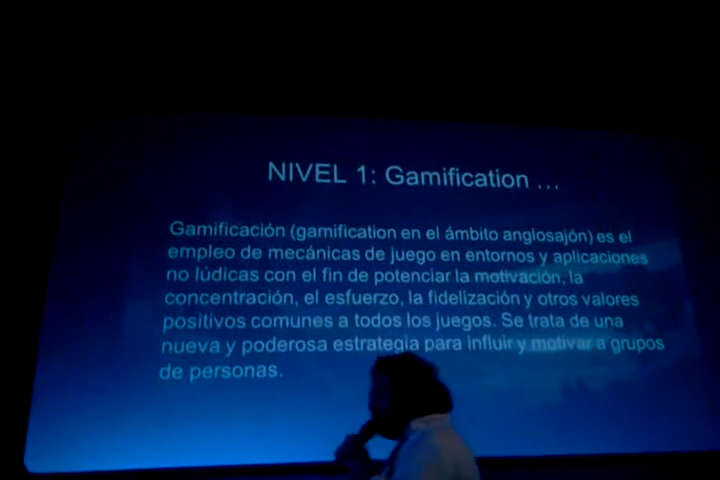 NIVEL 1: Gamification ...
Gamificación (gamification en el ámbito anglosajón) es el
empleo de mecánicas de juego en entornos y aplicaciones
no lúdicas con el fin de potenciar la motivación, la
concentración, el esfuerzo, la fidelización y otros valores
positivos comunes a todos los juegos. Se trata de una
nueva y poderosa estrategia para influir y motivar a grupos
de personas.